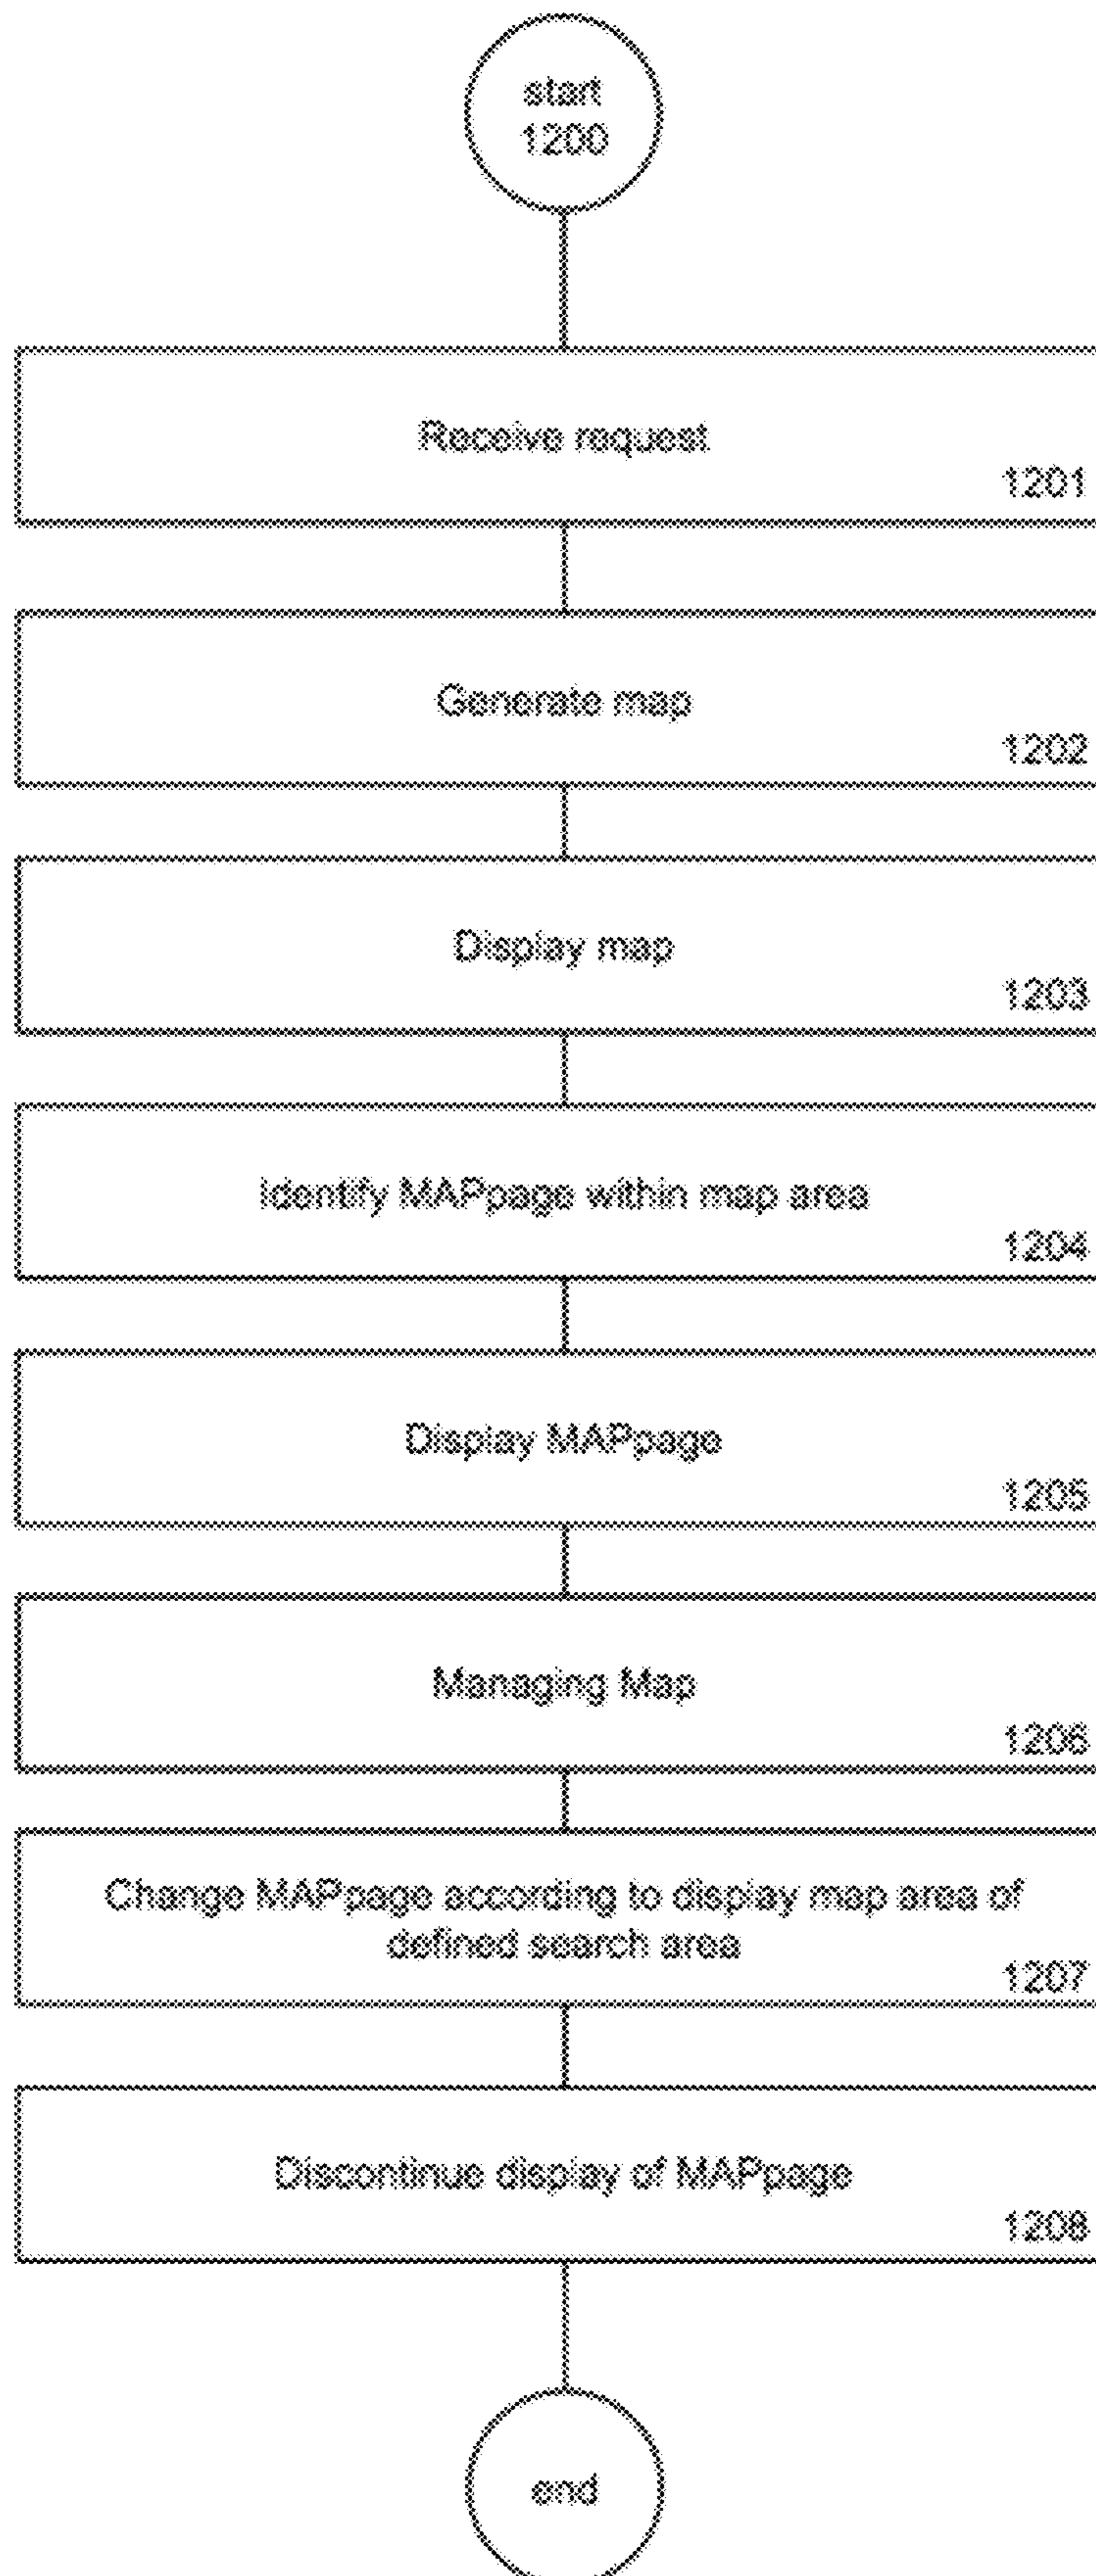 start
1200
Receive request
1201
Generate map
1202
Display map
1203
Identify MAPpage within map area
1204
Display MAPpage
1205
Managing Map
1206
Change MAPpage according to display map area of
defined search area
1207
Discontinue display of MAPpage
1208
end